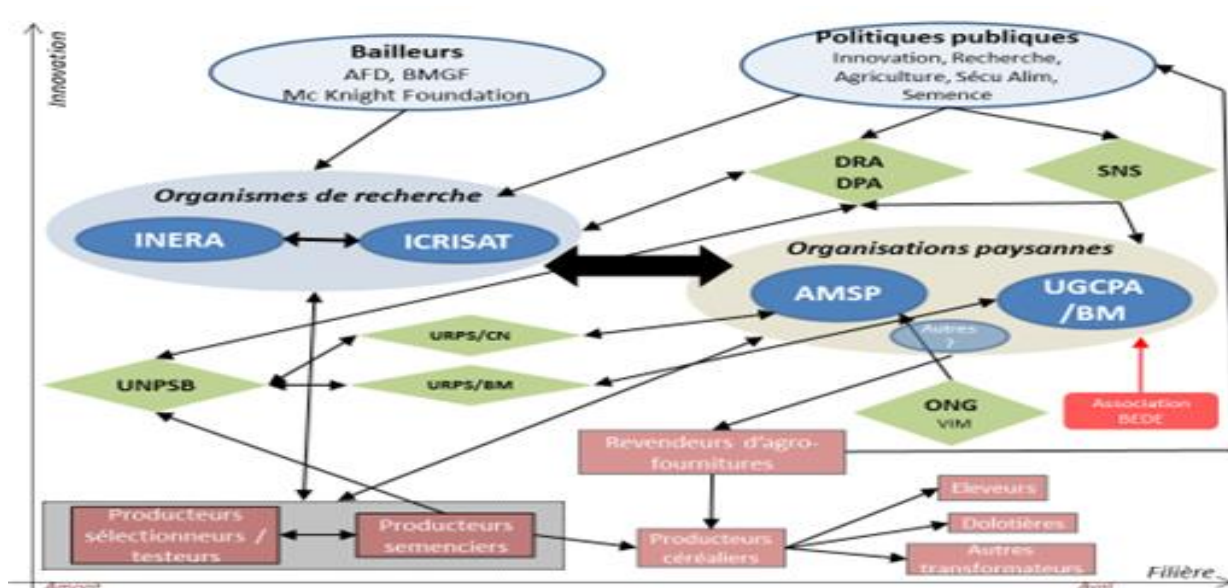 Innovation
Bailleurs
AFD, BMGF
Mc Knight Foundation
Politiques publiques
Innovation, Recherche,
Agriculture, Sécu Alim,
Semence
DRA
DPA
SNS
Organismes de recherche
INERA
ICRISAT
Organisations paysannes
AMSP
UGCPA
/BM
Autres
?
URPS/CN
UNPSB
URPS/BM
ONG
VIM
Association
BEDE
Revendeurs d'agro-
fournitures
Producteurs
sélectionneurs /
testeurs
Producteurs
semenciers
Producteurs
céréaliers
Eleveurs
Dolotières
Autres
transformateurs
Filière